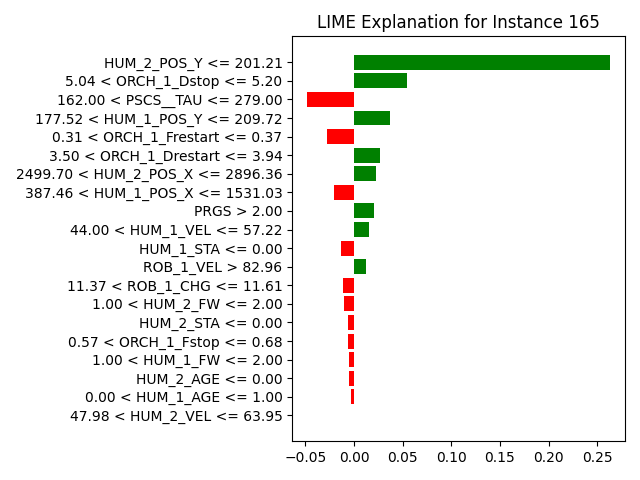 LIME Explanation for Instance 165
HUM_2_POS_Y <= 201.21
5.04 < ORCH_1_Dstop <= 5.20
162.00 < PSCS__TAU <= 279.00
177.52 < HUM_1_POS_Y <= 209.72
0.31 < ORCH_1_Frestart <= 0.37
3.50 < ORCH_1_Drestart <= 3.94
2499.70 < HUM_2_POS_X <= 2896.36
387.46 < HUM_1_POS_X <= 1531.03
PRGS > 2.00
44.00 < HUM_1_VEL <= 57.22
HUM_1_STA <= 0.00
ROB_1_VEL > 82.96
11.37 < ROB_1_CHG <= 11.61
1.00 < HUM_2_FW <= 2.00
HUM_2_STA <= 0.00
0.57 < ORCH_1_Fstop <= 0.68
1.00 < HUM_1_FW <= 2.00
HUM_2_AGE <= 0.00
0.00 < HUM_1_AGE <= 1.00
47.98 < HUM_2_VEL <= 63.95
−0.05 0.00 0.05 0.10 0.15 0.20 0.25